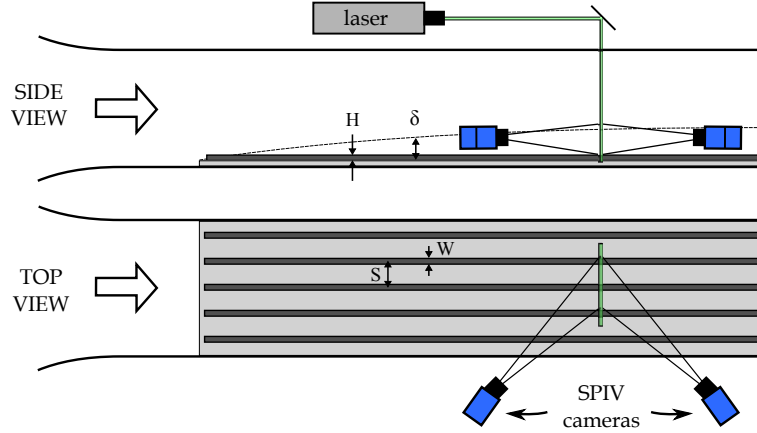 laser
SIDE
VIEW
H
δ
TOP
VIEW
W
S
SPIV
cameras